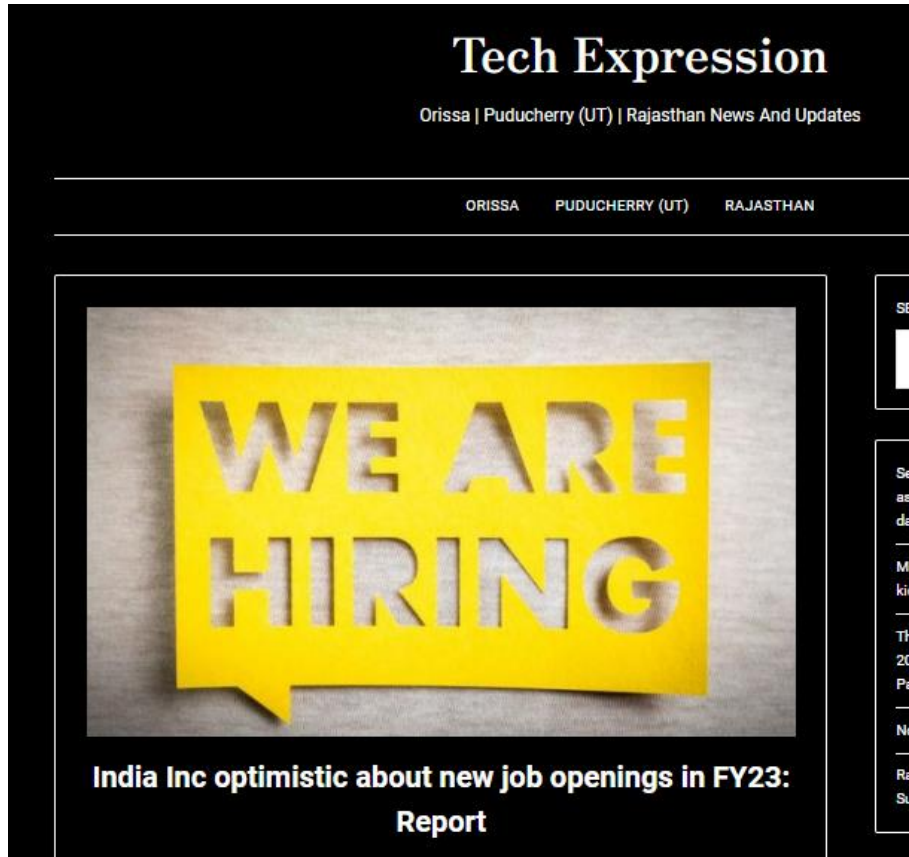 Tech Expression
Orissa | Puducherry (UT) | Rajasthan News And Updates
ORISSA PUDUCHERRY (UT) RAJASTHAN
WE ARE
HIRING
India Inc optimistic about new job openings in FY23:
Report